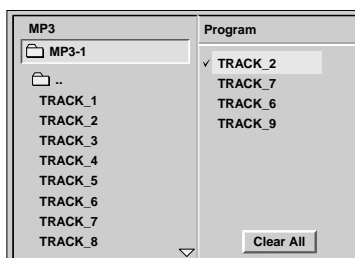 MP3
MP3-1
..
TRACK_1
TRACK_2
TRACK_3
TRACK_4
TRACK_5
TRACK_6
TRACK_7
TRACK_8
Program
TRACK_2
TRACK_7
TRACK_6
TRACK_9
Clear All